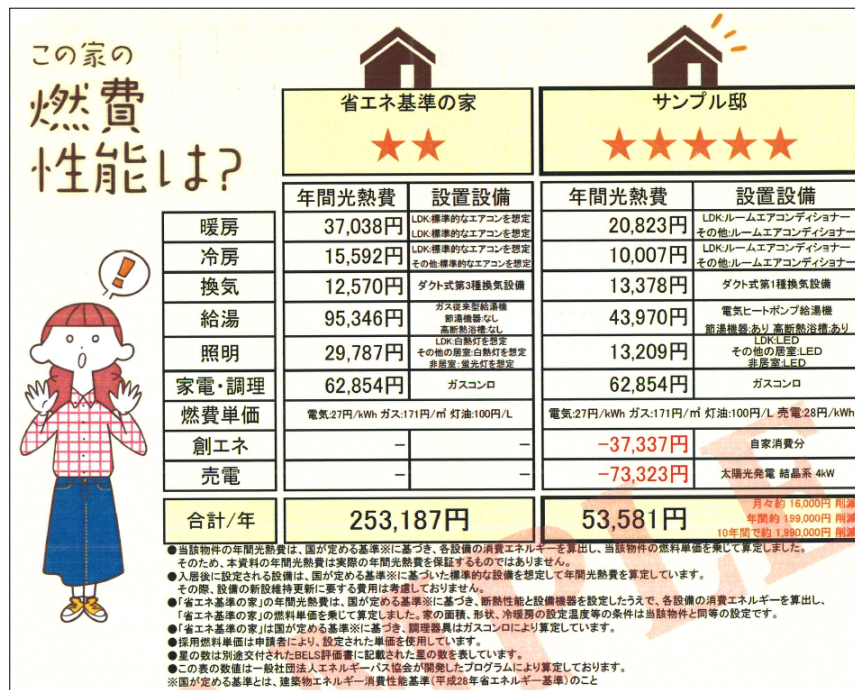 この家の
燃費
性能は?
省エネ基準の家
★★
サンプル邸
★★★★★
年間光熱費 設置設備 年間光熱費 設置設備
暖房 37,038円 LDK:標準的なエアコンを想定 LDK:標準的なエアコンを想定 20,823円 LDK:ルームエアコンディショナー その他:ルームエアコンディショナー
冷房 15,592円 LDK:標準的なエアコンを想定 その他:標準的なエアコンを想定 10,007円 LDK:ルームエアコンディショナー その他:ルームエアコンディショナー
換気 12,570円 ダクト式第3種換気設備 13,378円 ダクト式第1種換気設備
給湯 95,346円 ガス従来型給湯機 節湯機器:なし 高断熱浴槽:なし 43,970円 電気ヒートポンプ給湯機 節湯機器:あり 高断熱浴槽:あり
照明 29,787円 LDK:白熱灯を想定 その他の居室:白熱灯を想定 非居室:蛍光灯を想定 13,209円 LDK:LED その他の居室:LED 非居室:LED
家電・調理 62,854円 ガスコンロ 62,854円 ガスコンロ
燃費単価 電気:27円/kWh ガス:171円/㎥ 灯油:100円/L 電気:27円/kWh ガス:171円/㎥ 灯油:100円/L 売電:28円/kWh
創エネ － － －37,337円 自家消費分
売電 － － －73,323円 太陽光発電 結晶系 4kW
合計/年 253,187円 53,581円 月々約 16,000円 削減
年間約 199,000円 削減
10年間で約 1,990,000円 削減
●当該物件の年間光熱費は、国が定める基準※に基づき、各設備の消費エネルギーを算出し、当該物件の燃料単価を乗じて算定しました。
そのため、本資料の年間光熱費は実際の年間光熱費を保証するものではありません。
●入居後に設定される設備は、国が定める基準※に基づいた標準的な設備を想定して年間光熱費を算定しています。
その際、設備の新設維持更新に要する費用は考慮しておりません。
●「省エネ基準の家」の年間光熱費は、国が定める基準※に基づき、断熱性能と設備機器を設定したうえで、各設備の消費エネルギーを算出し、
「省エネ基準の家」の燃料単価を乗じて算定しました。家の面積、形状、冷暖房の設定温度等の条件は当該物件と同等の設定です。
●「省エネ基準の家」は国が定める基準※に基づき、調理器具はガスコンロにより算定しています。
●採用燃料単価は申請者により、設定された単価を使用しています。
●星の数は別途交付されたBELS評価書に記載された星の数を表しています。
●この表の数値は一般社団法人エネルギーパス協会が開発したプログラムにより算定しております。
※国が定める基準とは、建築物エネルギー消費性能基準(平成28年省エネルギー基準)のこと